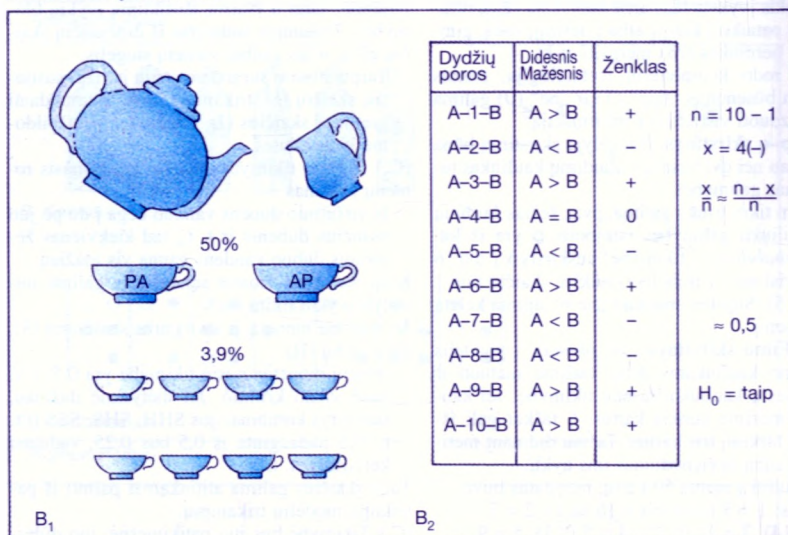 50%
PA
AP
3,9%
B₁
Dydžių poros Didesnis Mažesnis Ženklas
A–1–B A > B +
A–2–B A < B –
A–3–B A > B +
A–4–B A = B 0
A–5–B A < B –
A–6–B A > B +
A–7–B A < B –
A–8–B A < B –
A–9–B A > B +
A–10–B A > B +
B₂
n = 10 –
x = 4(–)
x/n ≈ (n – x)/n
≈ 0,5
H₀ = taip